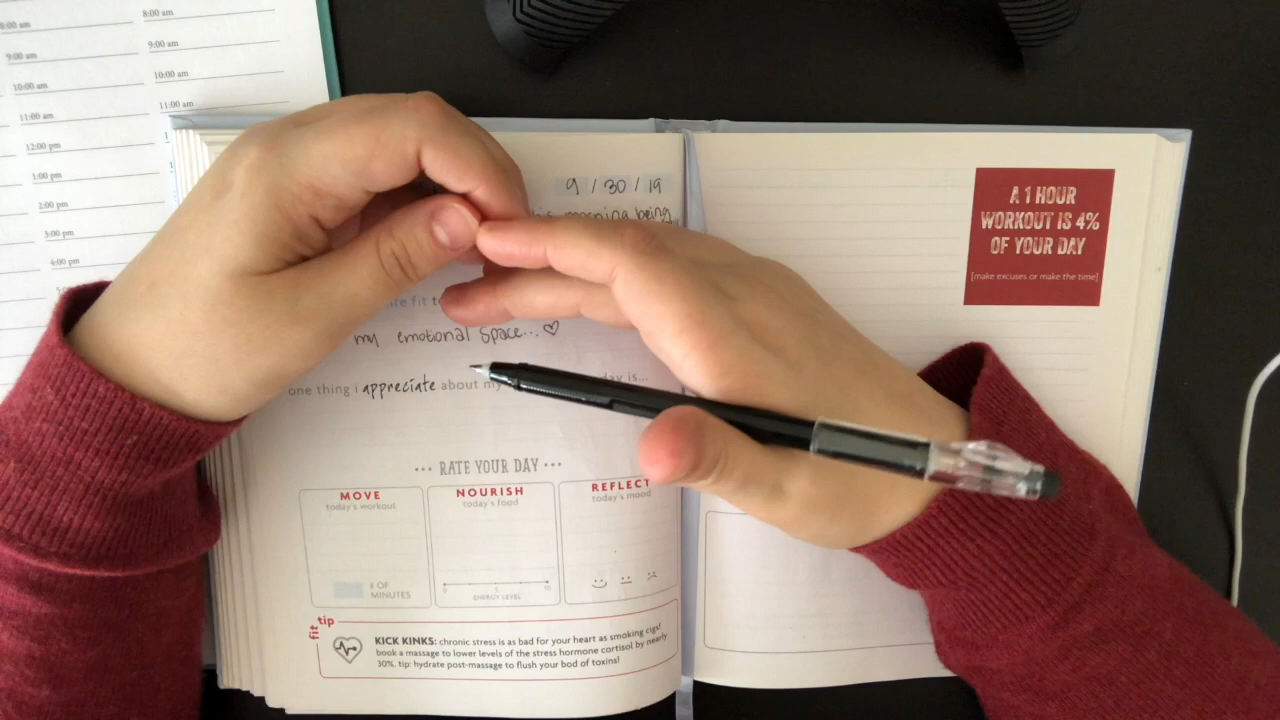 8:00 am
9:00 am
10:00 am
11:00 am
12:00 pm
1:00 pm
2:00 pm
3:00 pm
4:00 pm
8:00 am
9:00 am
10:00 am
11:00 am
9 / 30 / 19
morning being
fit
my emotional space... ♡
one thing i appreciate about my day is...
••• RATE YOUR DAY •••
MOVE
today's workout
# OF
MINUTES
NOURISH
today's food
0 5 10
ENERGY LEVEL
REFLECT
today's mood
fit tip
KICK KINKS: chronic stress is as bad for your heart as smoking cigs!
book a massage to lower levels of the stress hormone cortisol by nearly
30%. tip: hydrate post-massage to flush your bod of toxins!
A 1 HOUR
WORKOUT IS 4%
OF YOUR DAY
[make excuses or make the time]